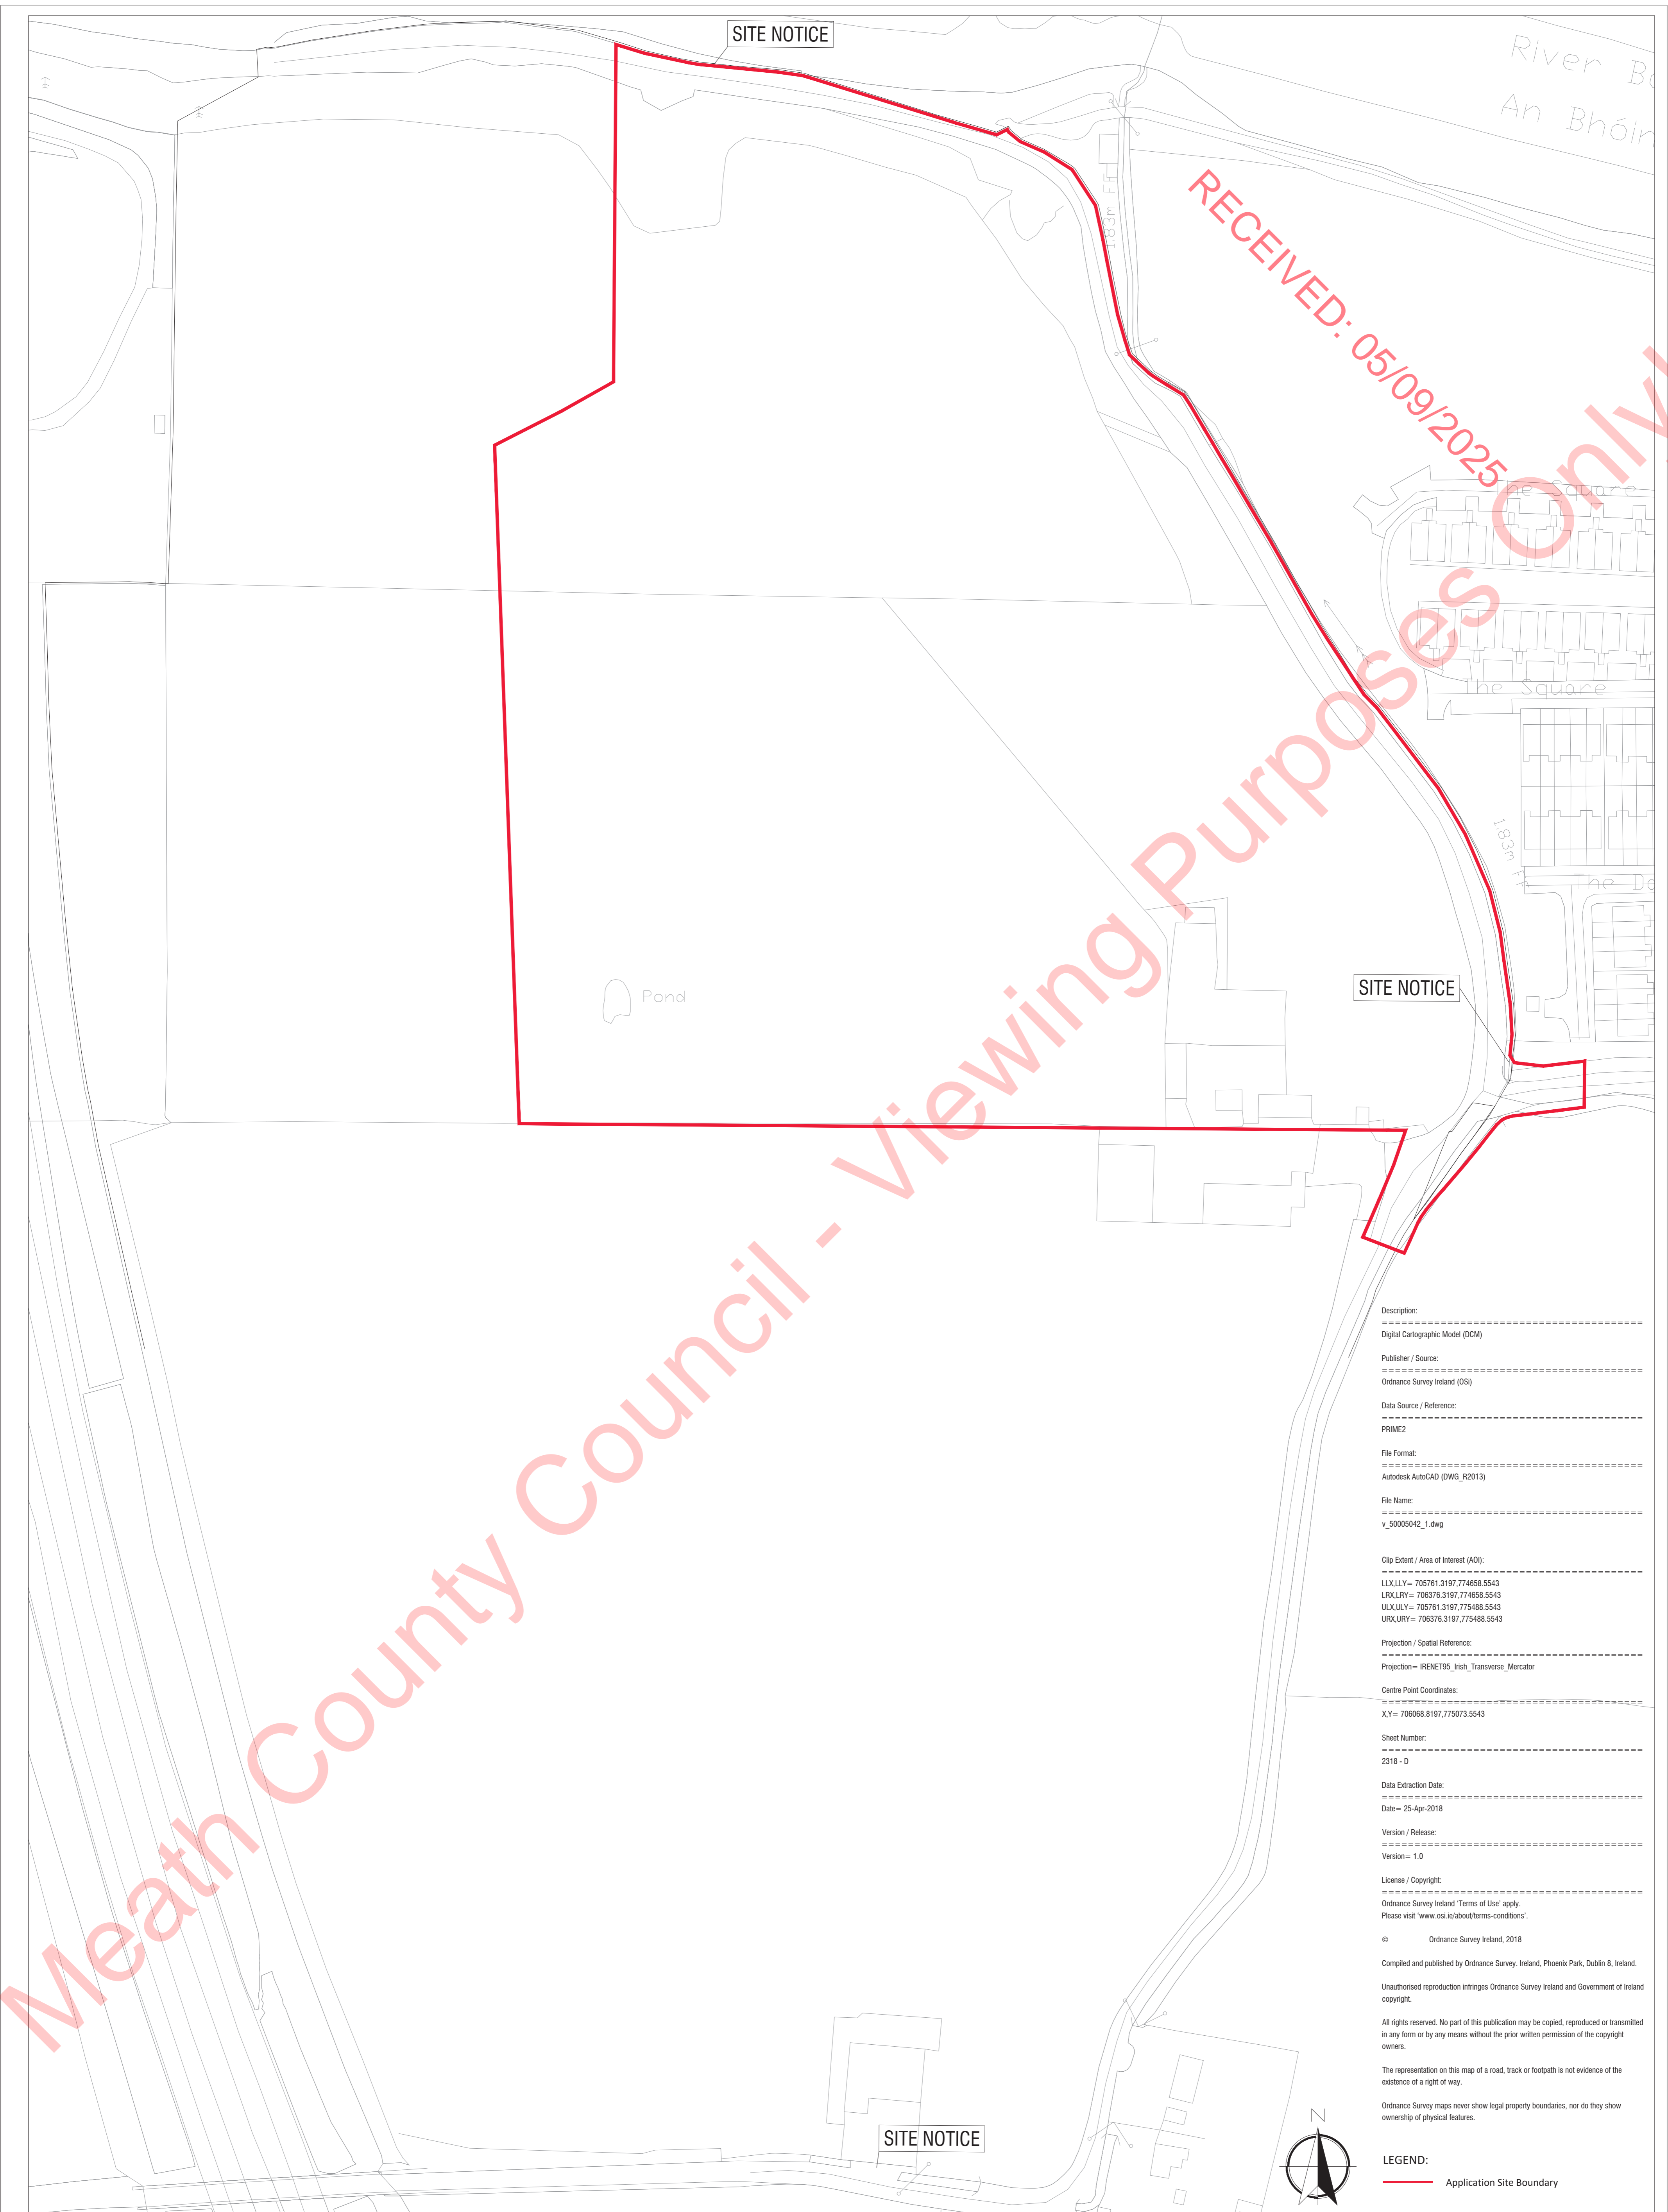 SITE NOTICE
River Bo
An Bhóin
1.83m FF
RECEIVED: 05/09/2025
The Square
The Square
1.83m FF
The Do
Pond
SITE NOTICE
Meath County Council - Viewing Purposes Only!
Description:
Digital Cartographic Model (DCM)
Publisher / Source:
Ordnance Survey Ireland (OSi)
Data Source / Reference:
PRIME2
File Format:
Autodesk AutoCAD (DWG_R2013)
File Name:
v_50005042_1.dwg
Clip Extent / Area of Interest (AOI):
LLX,LLY= 705761.3197,774658.5543
LRX,LRY= 706376.3197,774658.5543
ULX,ULY= 705761.3197,775488.5543
URX,URY= 706376.3197,775488.5543
Projection / Spatial Reference:
Projection= IRENET95_Irish_Transverse_Mercator
Centre Point Coordinates:
X,Y= 706068.8197,775073.5543
Sheet Number:
2318 - D
Data Extraction Date:
Date= 25-Apr-2018
Version / Release:
Version= 1.0
License / Copyright:
Ordnance Survey Ireland 'Terms of Use' apply.
Please visit 'www.osi.ie/about/terms-conditions'.
© Ordnance Survey Ireland, 2018
Compiled and published by Ordnance Survey. Ireland, Phoenix Park, Dublin 8, Ireland.
Unauthorised reproduction infringes Ordnance Survey Ireland and Government of Ireland
copyright.
All rights reserved. No part of this publication may be copied, reproduced or transmitted
in any form or by any means without the prior written permission of the copyright
owners.
The representation on this map of a road, track or footpath is not evidence of the
existence of a right of way.
Ordnance Survey maps never show legal property boundaries, nor do they show
ownership of physical features.
SITE NOTICE
N
LEGEND:
Application Site Boundary